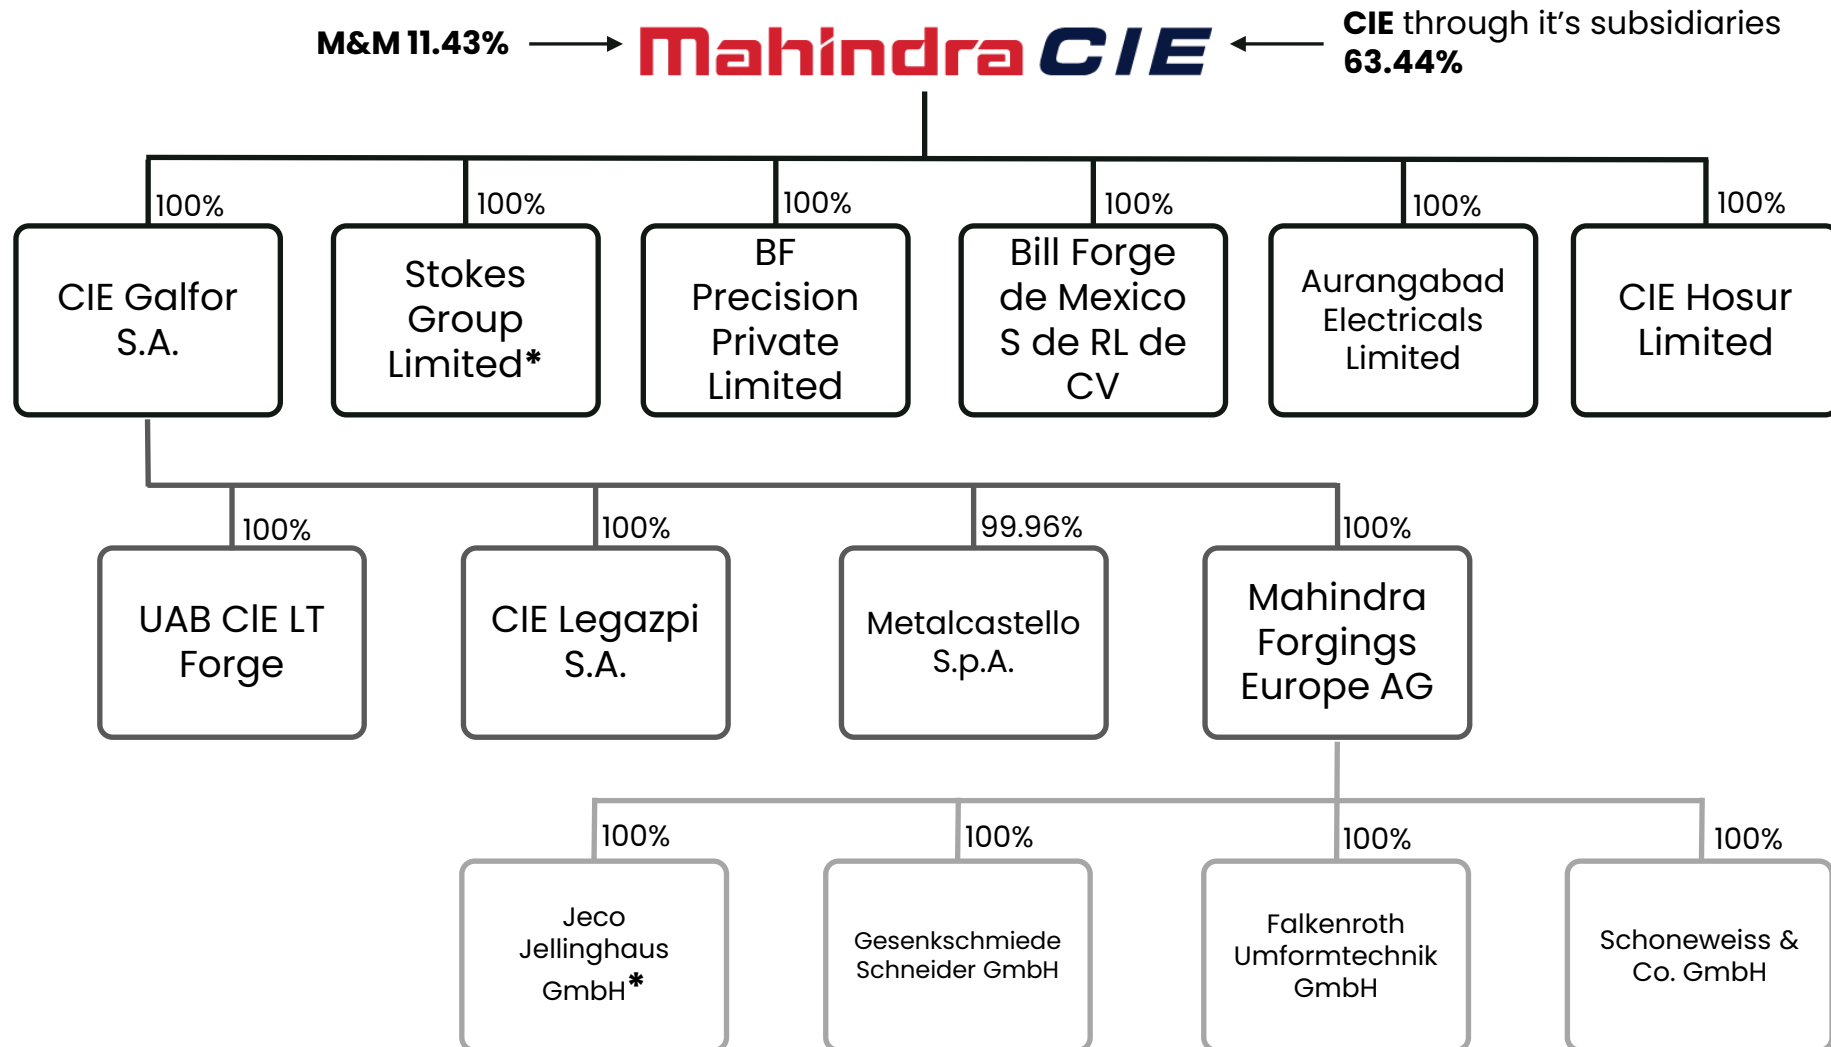 M&M 11.43%
Mahindra CIE
CIE through it's subsidiaries
63.44%
100%
100%
100%
100%
100%
100%
CIE Galfor
S.A.
Stokes
Group
Limited*
BF
Precision
Private
Limited
Bill Forge
de Mexico
S de RL de
CV
Aurangabad
Electricals
Limited
CIE Hosur
Limited
100%
100%
99.96%
100%
UAB CIE LT
Forge
CIE Legazpi
S.A.
Metalcastello
S.p.A.
Mahindra
Forgings
Europe AG
100%
100%
100%
100%
Jeco
Jellinghaus
GmbH*
Gesenkschmiede
Schneider GmbH
Falkenroth
Umformtechnik
GmbH
Schoneweiss &
Co. GmbH